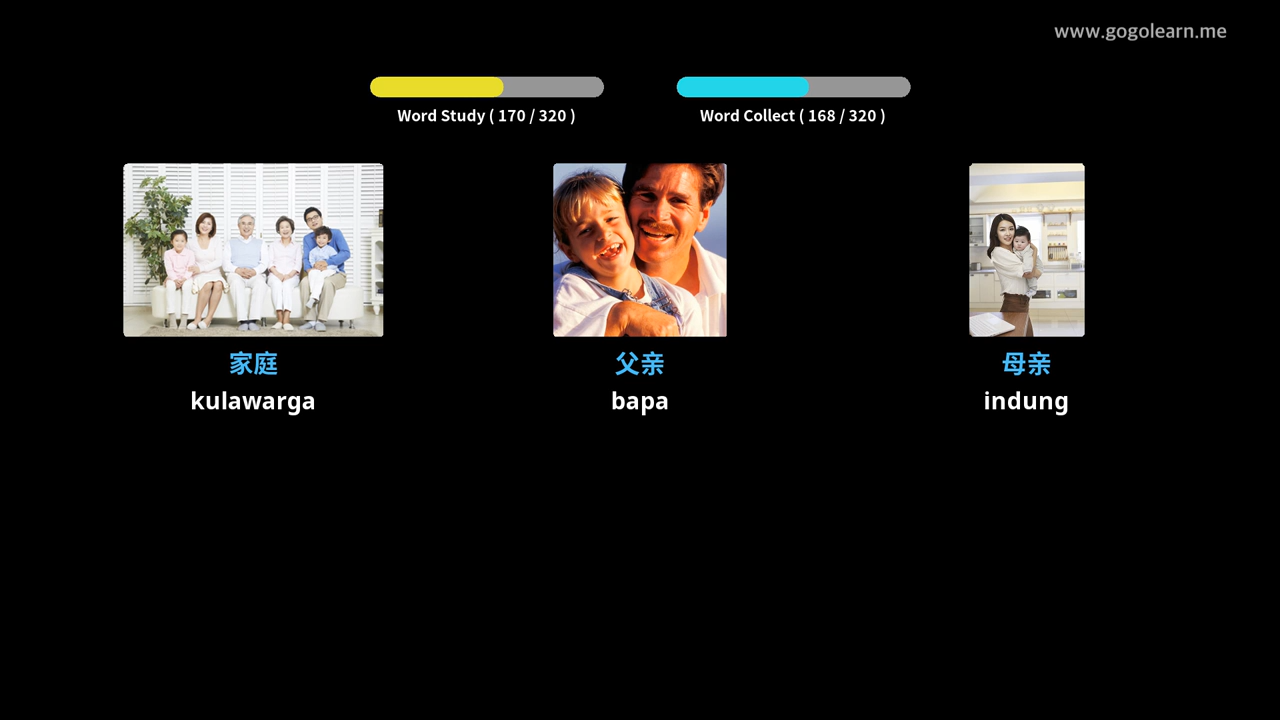 www.gogolearn.me
Word Study ( 170 / 320 )
Word Collect ( 168 / 320 )
家庭
kulawarga
父亲
bapa
母亲
indung